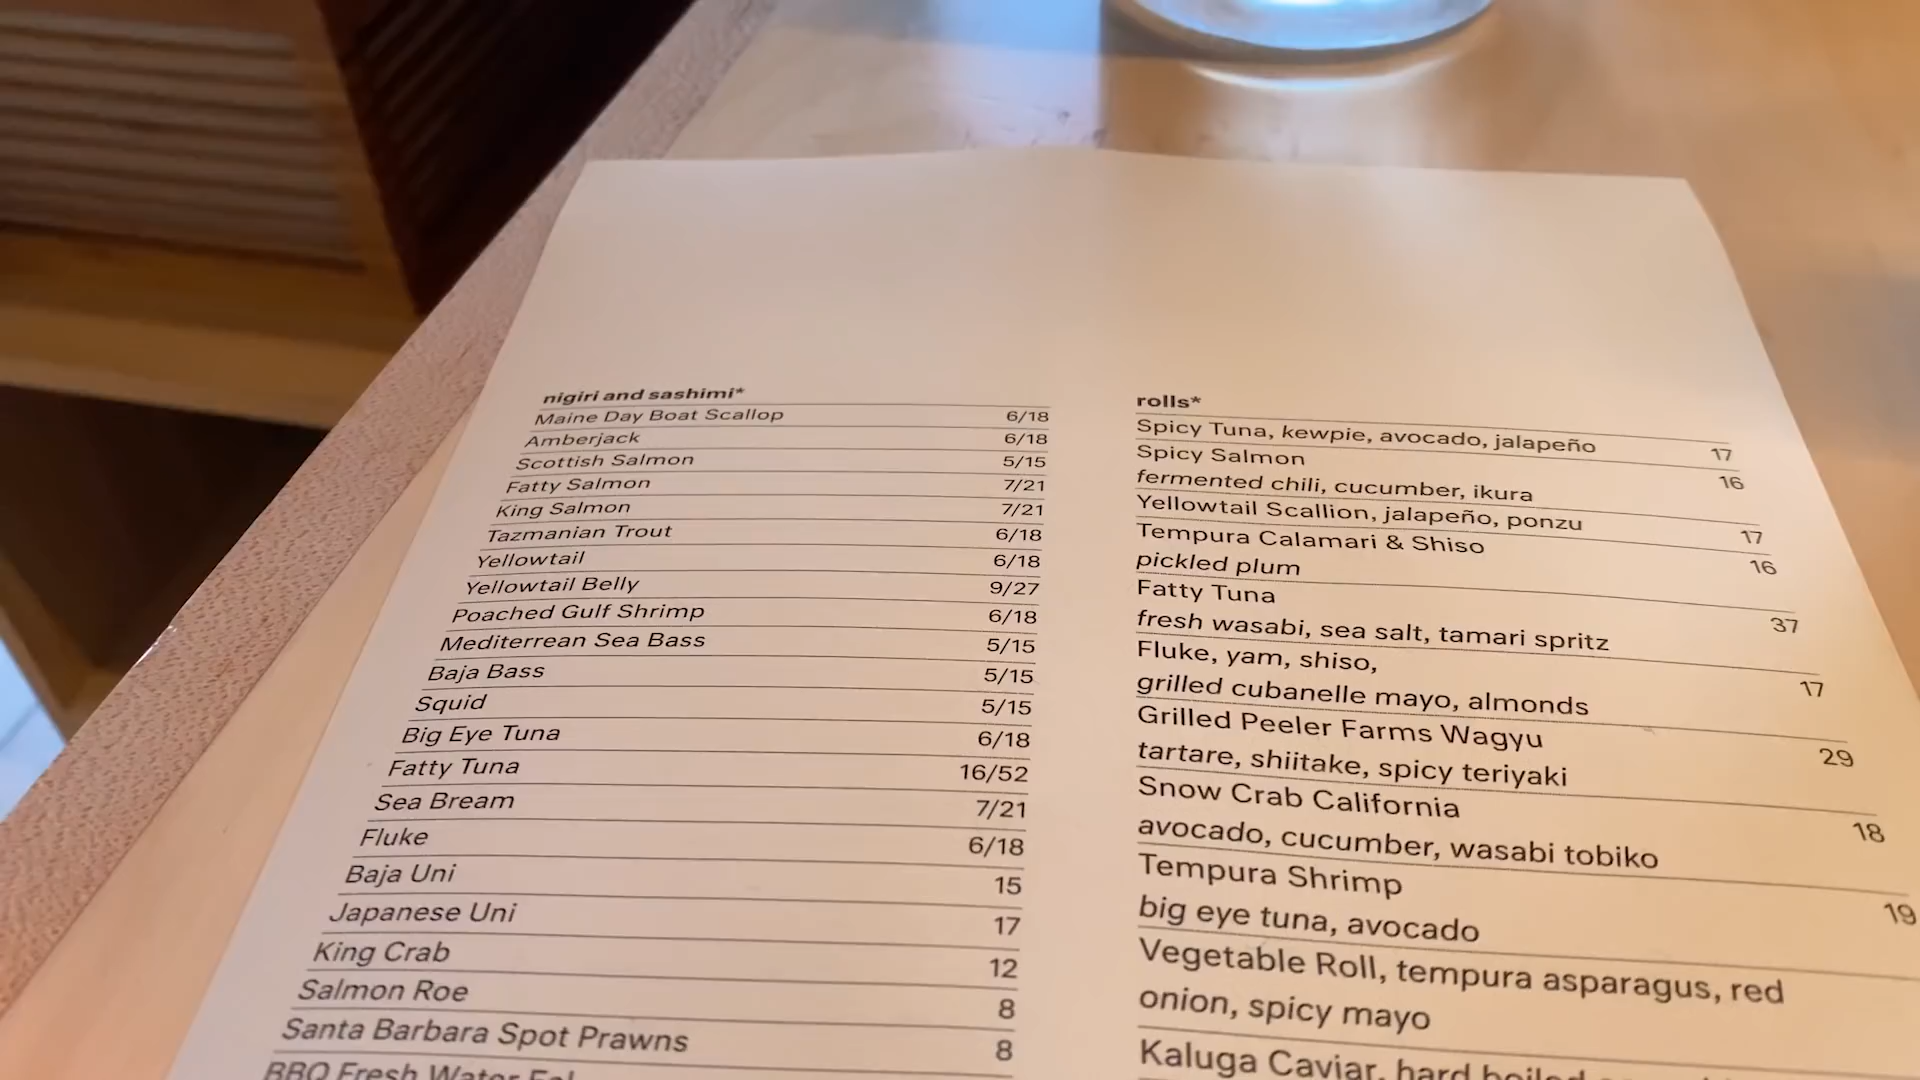 nigiri and sashimi*
Maine Day Boat Scallop 6/18
Amberjack 6/18
Scottish Salmon 5/15
Fatty Salmon 7/21
King Salmon 7/21
Tazmanian Trout 6/18
Yellowtail 6/18
Yellowtail Belly 9/27
Poached Gulf Shrimp 6/18
Mediterrean Sea Bass 5/15
Baja Bass 5/15
Squid 5/15
Big Eye Tuna 6/18
Fatty Tuna 16/52
Sea Bream 7/21
Fluke 6/18
Baja Uni 15
Japanese Uni 17
King Crab 12
Salmon Roe 8
Santa Barbara Spot Prawns 8
BBQ Fresh Water Eel
rolls*
Spicy Tuna, kewpie, avocado, jalapeño 17
Spicy Salmon 16
fermented chili, cucumber, ikura
Yellowtail Scallion, jalapeño, ponzu 17
Tempura Calamari & Shiso 16
pickled plum
Fatty Tuna 37
fresh wasabi, sea salt, tamari spritz
Fluke, yam, shiso, 17
grilled cubanelle mayo, almonds
Grilled Peeler Farms Wagyu 29
tartare, shiitake, spicy teriyaki
Snow Crab California 18
avocado, cucumber, wasabi tobiko
Tempura Shrimp 19
big eye tuna, avocado
Vegetable Roll, tempura asparagus, red
onion, spicy mayo
Kaluga Caviar, hard boiled